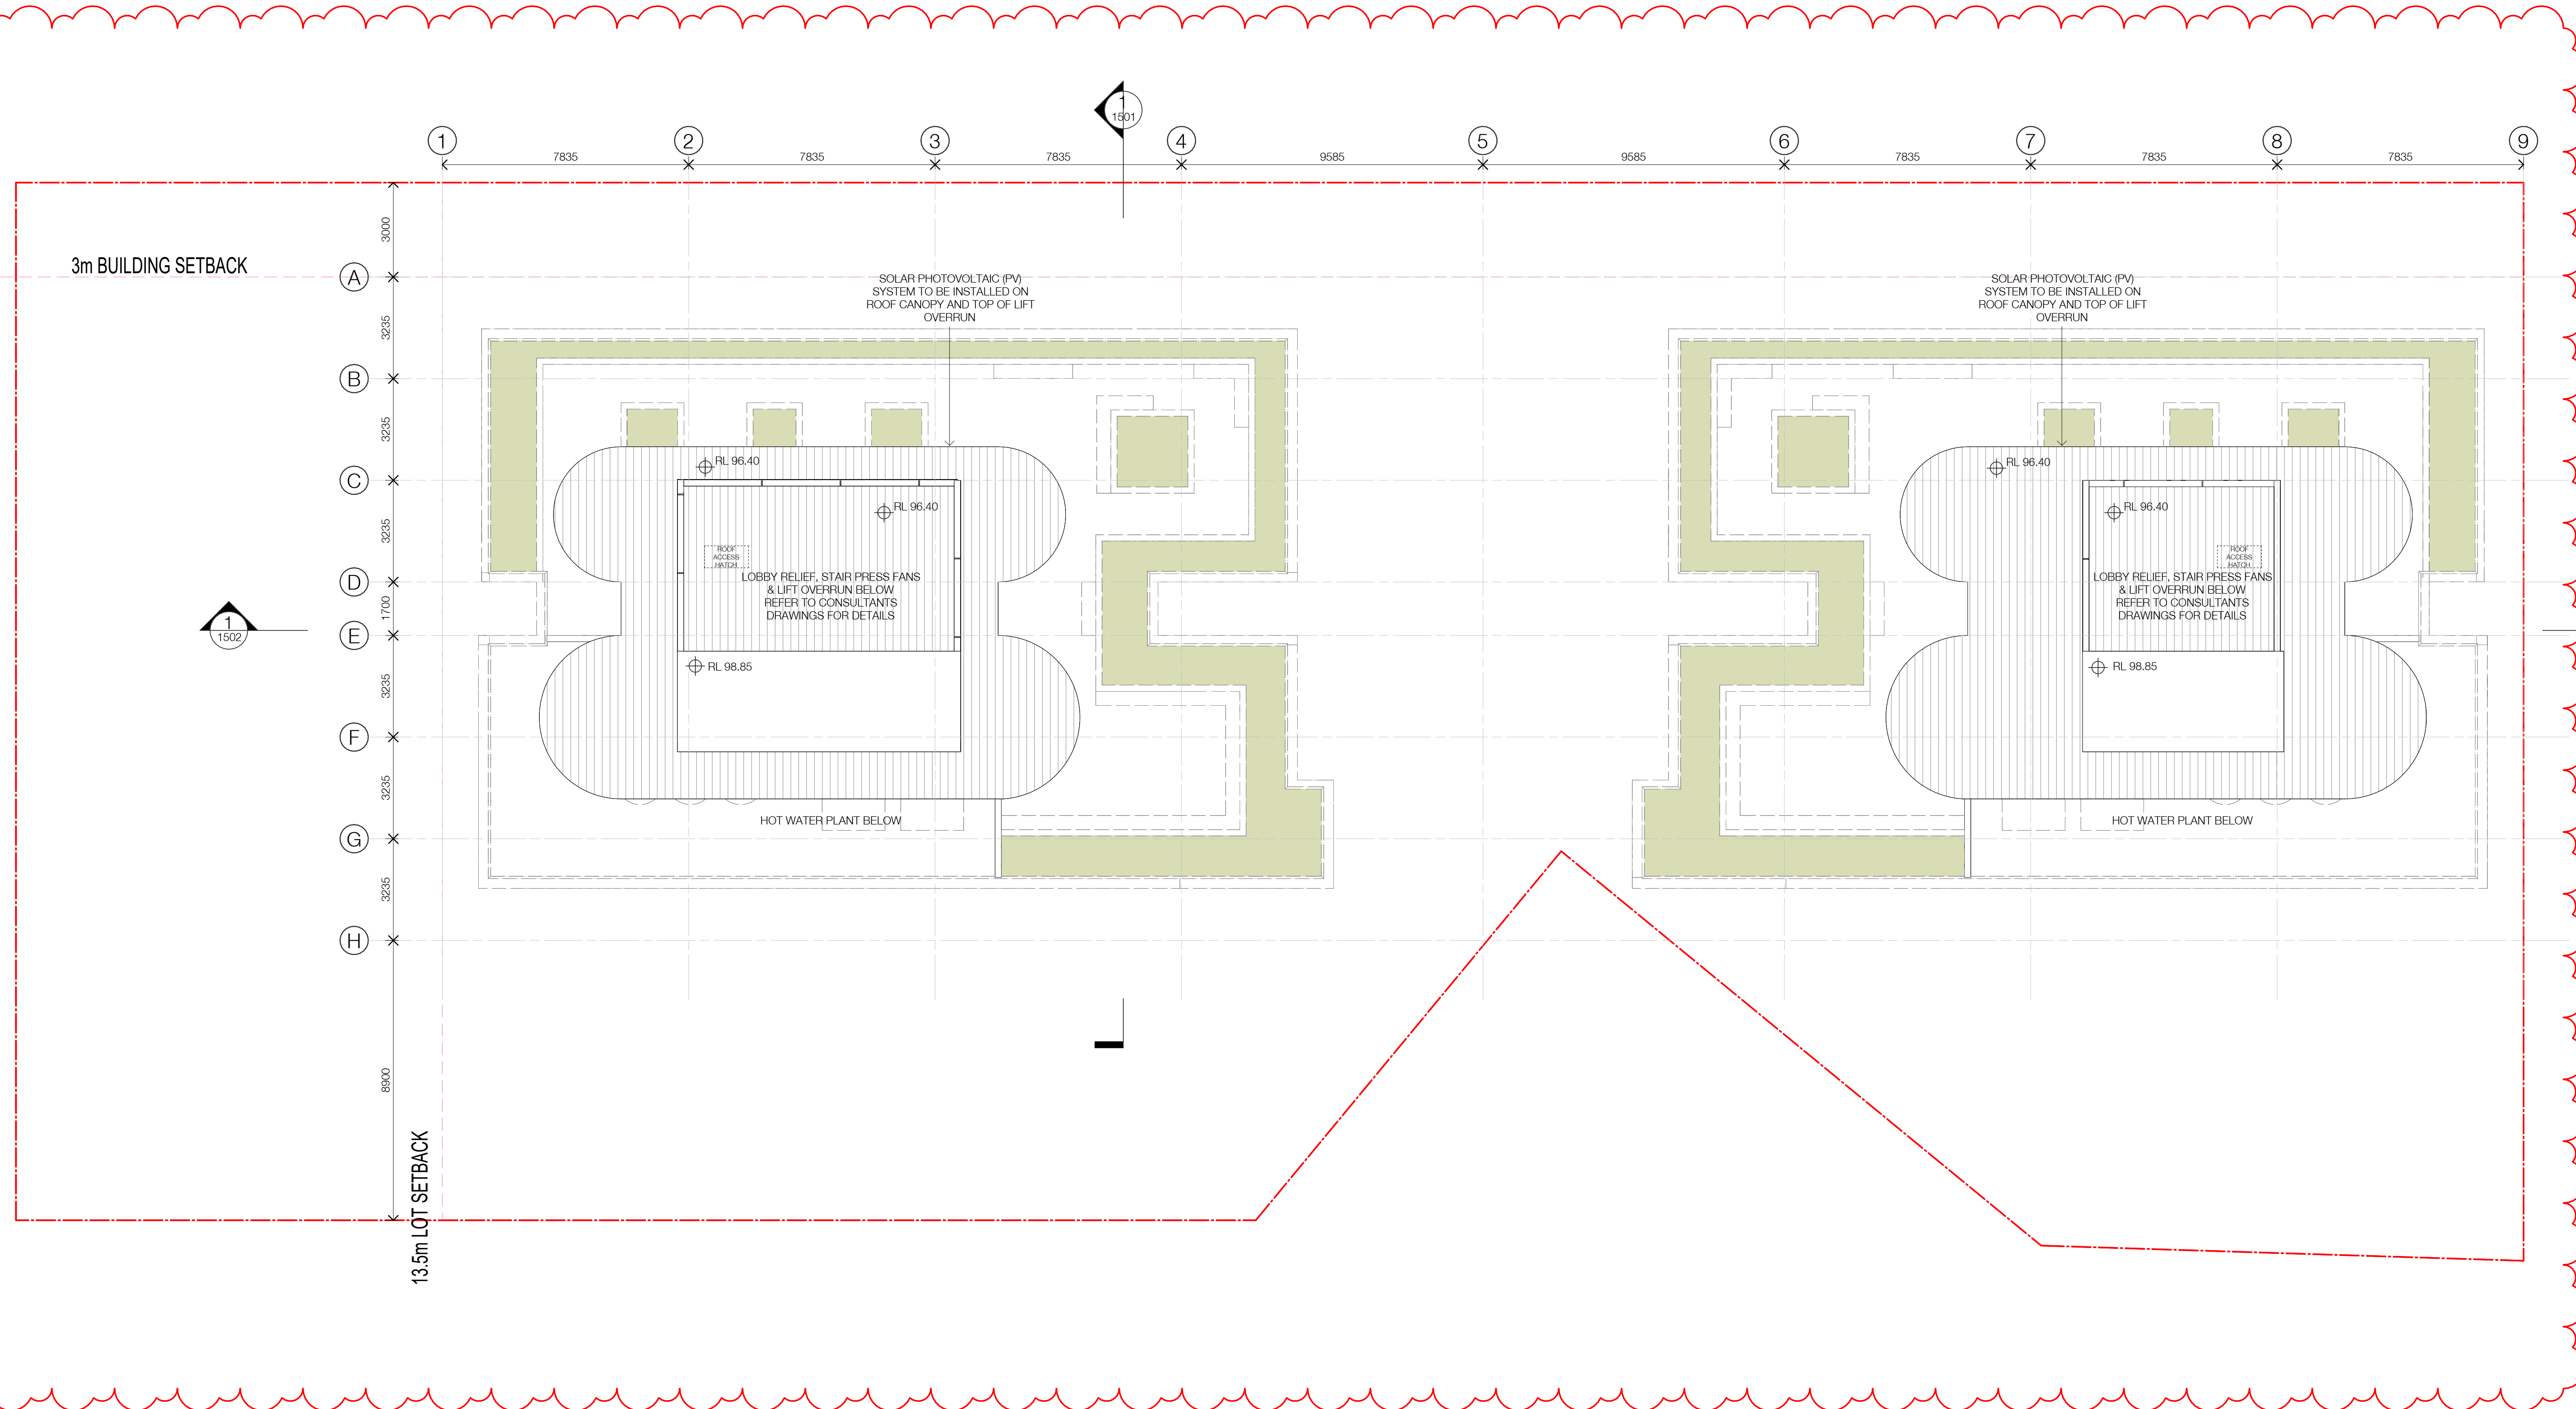 1
1501
1 2 3 4 5 6 7 8 9
7835 7835 7835 9585 9585 7835 7835 7835
3000
3m BUILDING SETBACK
A
SOLAR PHOTOVOLTAIC (PV)
SYSTEM TO BE INSTALLED ON
ROOF CANOPY AND TOP OF LIFT
OVERRUN
SOLAR PHOTOVOLTAIC (PV)
SYSTEM TO BE INSTALLED ON
ROOF CANOPY AND TOP OF LIFT
OVERRUN
3235
B
3235
RL 96.40
RL 96.40
C
RL 96.40
RL 96.40
3235
ROOF
ACCESS
HATCH
ROOF
ACCESS
HATCH
D
LOBBY RELIEF, STAIR PRESS FANS
& LIFT OVERRUN BELOW
REFER TO CONSULTANTS
DRAWINGS FOR DETAILS
LOBBY RELIEF, STAIR PRESS FANS
& LIFT OVERRUN BELOW
REFER TO CONSULTANTS
DRAWINGS FOR DETAILS
1700
1
1502
E
RL 98.85
RL 98.85
3235
F
3235
HOT WATER PLANT BELOW
HOT WATER PLANT BELOW
G
3235
H
8900
13.5m LOT SETBACK